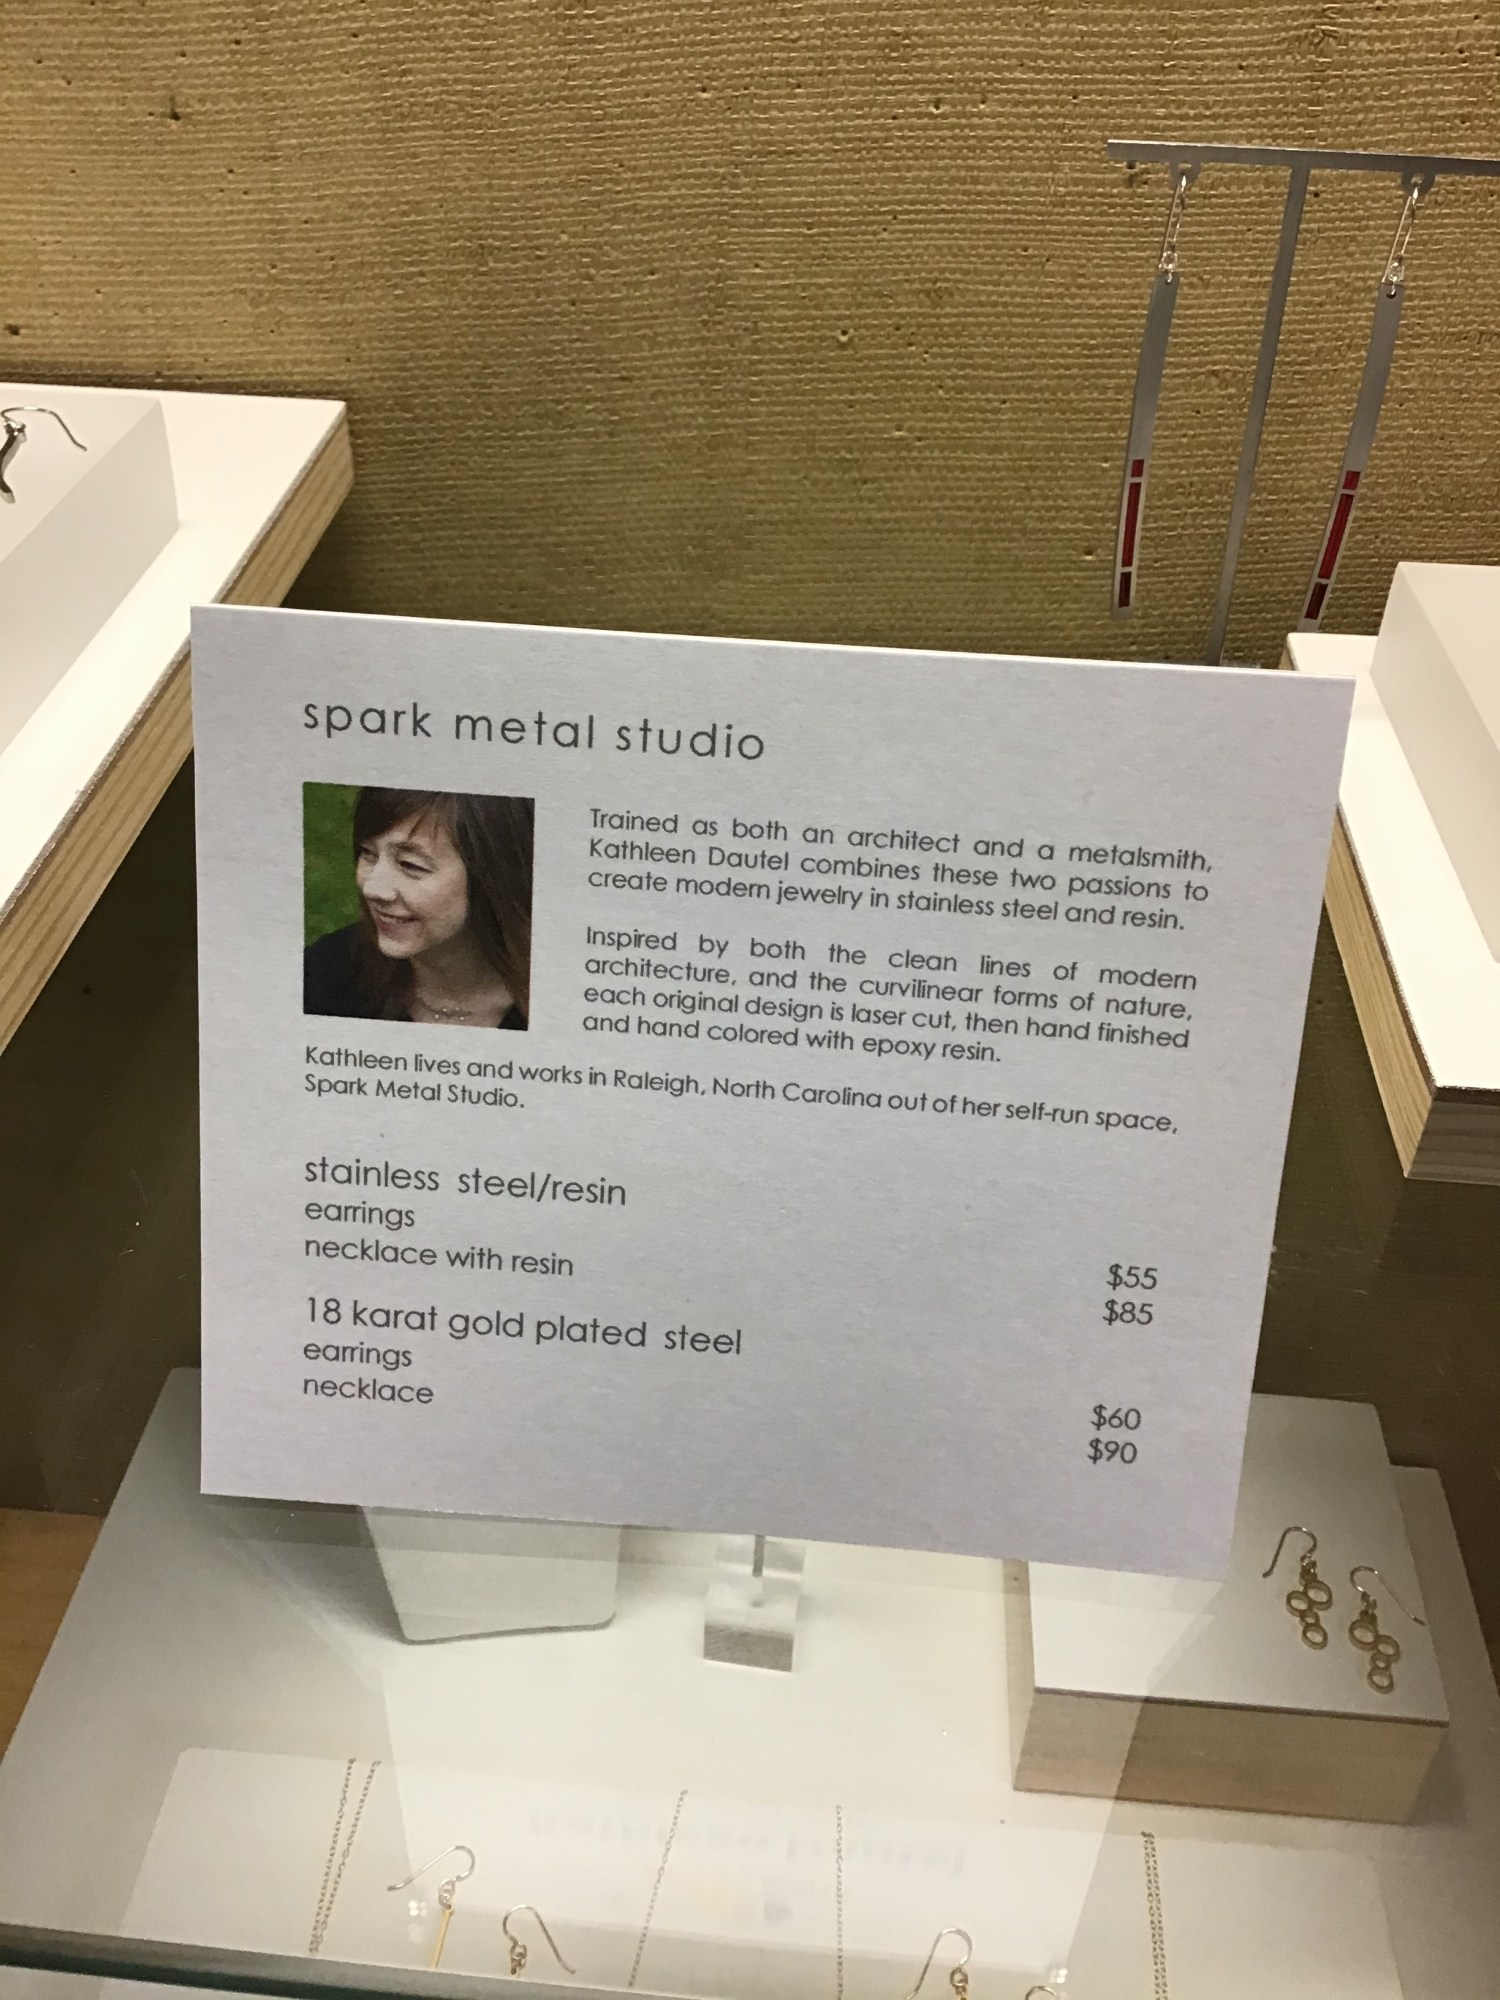 spark metal studio
Trained as both an architect and a metalsmith,
Kathleen Dautel combines these two passions to
create modern jewelry in stainless steel and resin.
Inspired by both the clean lines of modern
architecture, and the curvilinear forms of nature,
each original design is laser cut, then hand finished
and hand colored with epoxy resin.
Kathleen lives and works in Raleigh, North Carolina out of her self-run space,
Spark Metal Studio.
stainless steel/resin
earrings $55
necklace with resin $85
18 karat gold plated steel
earrings $60
necklace $90